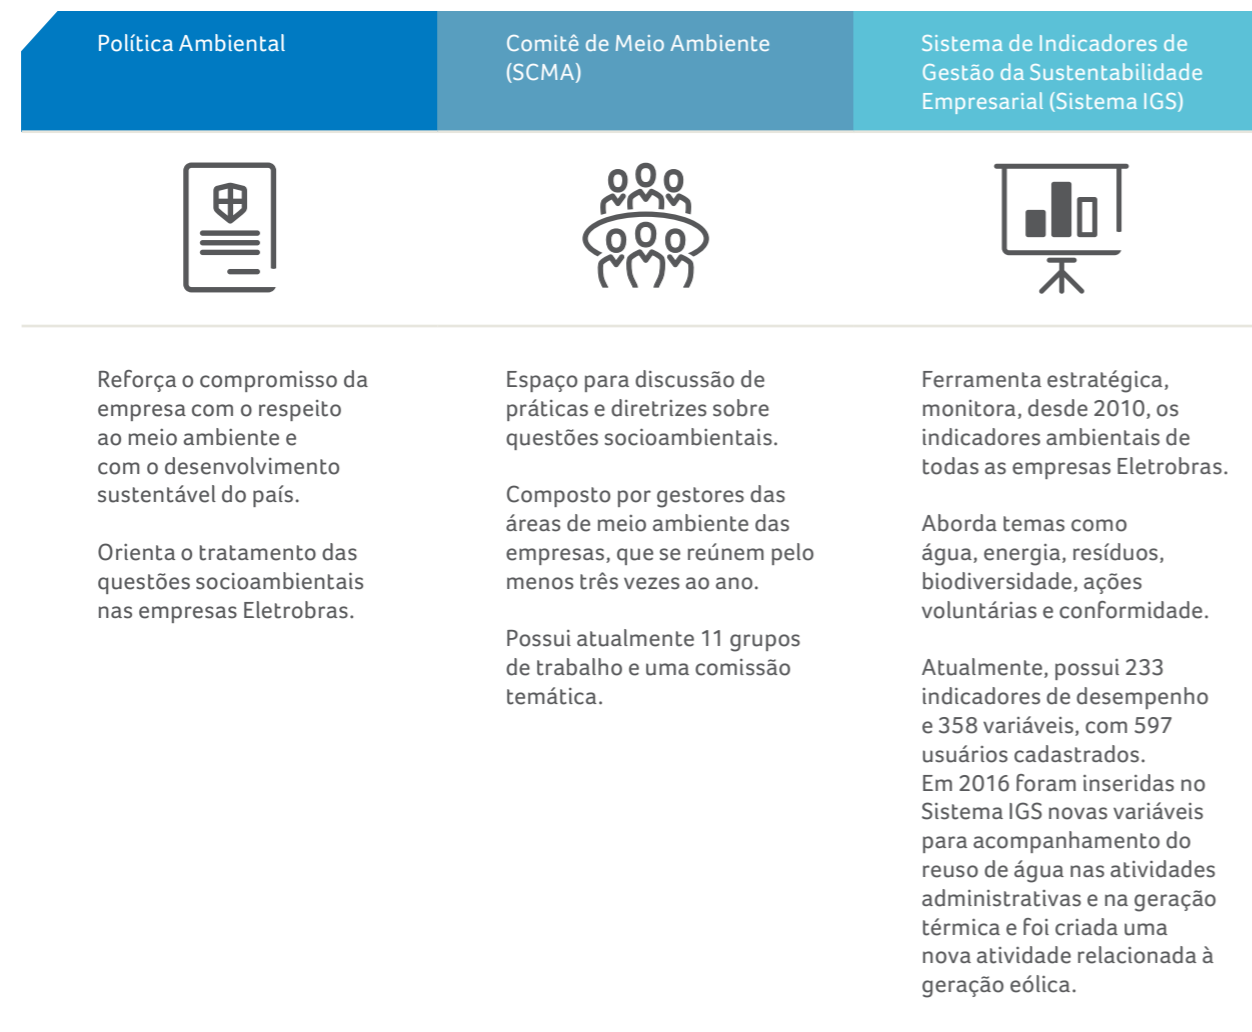 Política Ambiental
Comitê de Meio Ambiente
(SCMA)
Sistema de Indicadores de
Gestão da Sustentabilidade
Empresarial (Sistema IGS)
Reforça o compromisso da
empresa com o respeito
ao meio ambiente e
com o desenvolvimento
sustentável do país.
Orienta o tratamento das
questões socioambientais
nas empresas Eletrobras.
Espaço para discussão de
práticas e diretrizes sobre
questões socioambientais.
Composto por gestores das
áreas de meio ambiente das
empresas, que se reúnem pelo
menos três vezes ao ano.
Possui atualmente 11 grupos
de trabalho e uma comissão
temática.
Ferramenta estratégica,
monitora, desde 2010, os
indicadores ambientais de
todas as empresas Eletrobras.
Aborda temas como
água, energia, resíduos,
biodiversidade, ações
voluntárias e conformidade.
Atualmente, possui 233
indicadores de desempenho
e 358 variáveis, com 597
usuários cadastrados.
Em 2016 foram inseridas no
Sistema IGS novas variáveis
para acompanhamento do
reuso de água nas atividades
administrativas e na geração
térmica e foi criada uma
nova atividade relacionada à
geração eólica.